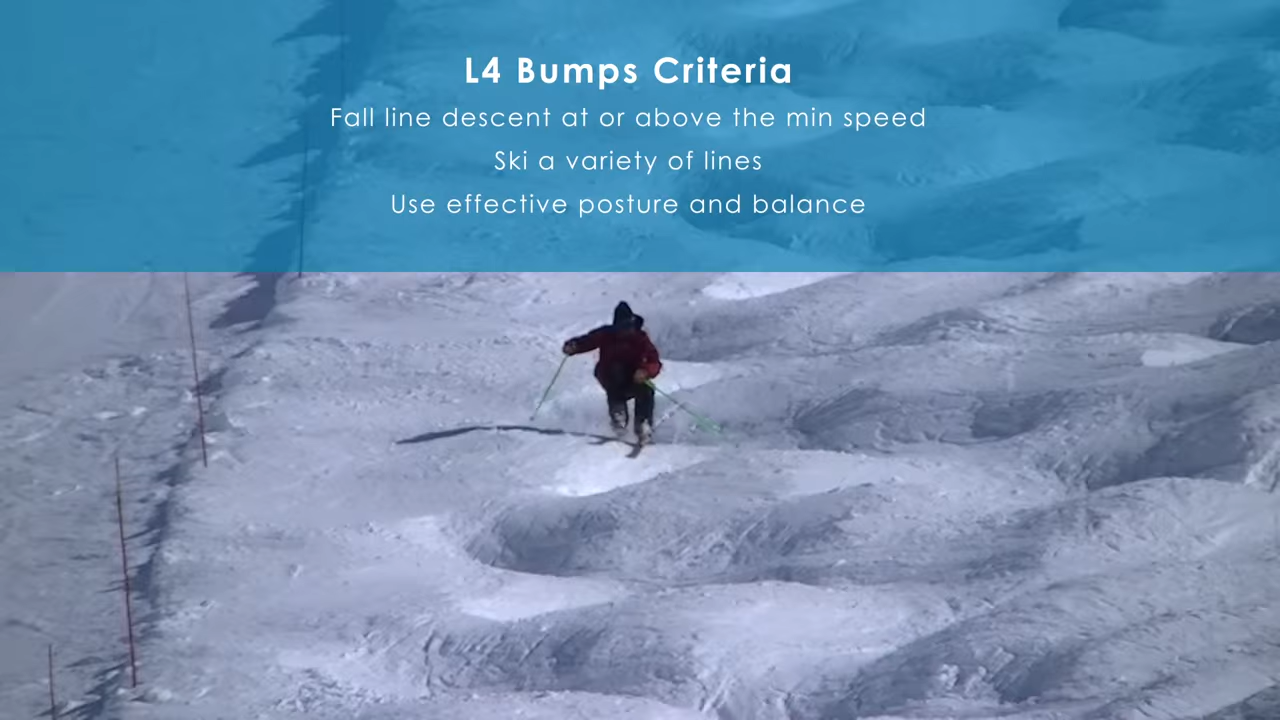 L4 Bumps Criteria
Fall line descent at or above the min speed
Ski a variety of lines
Use effective posture and balance